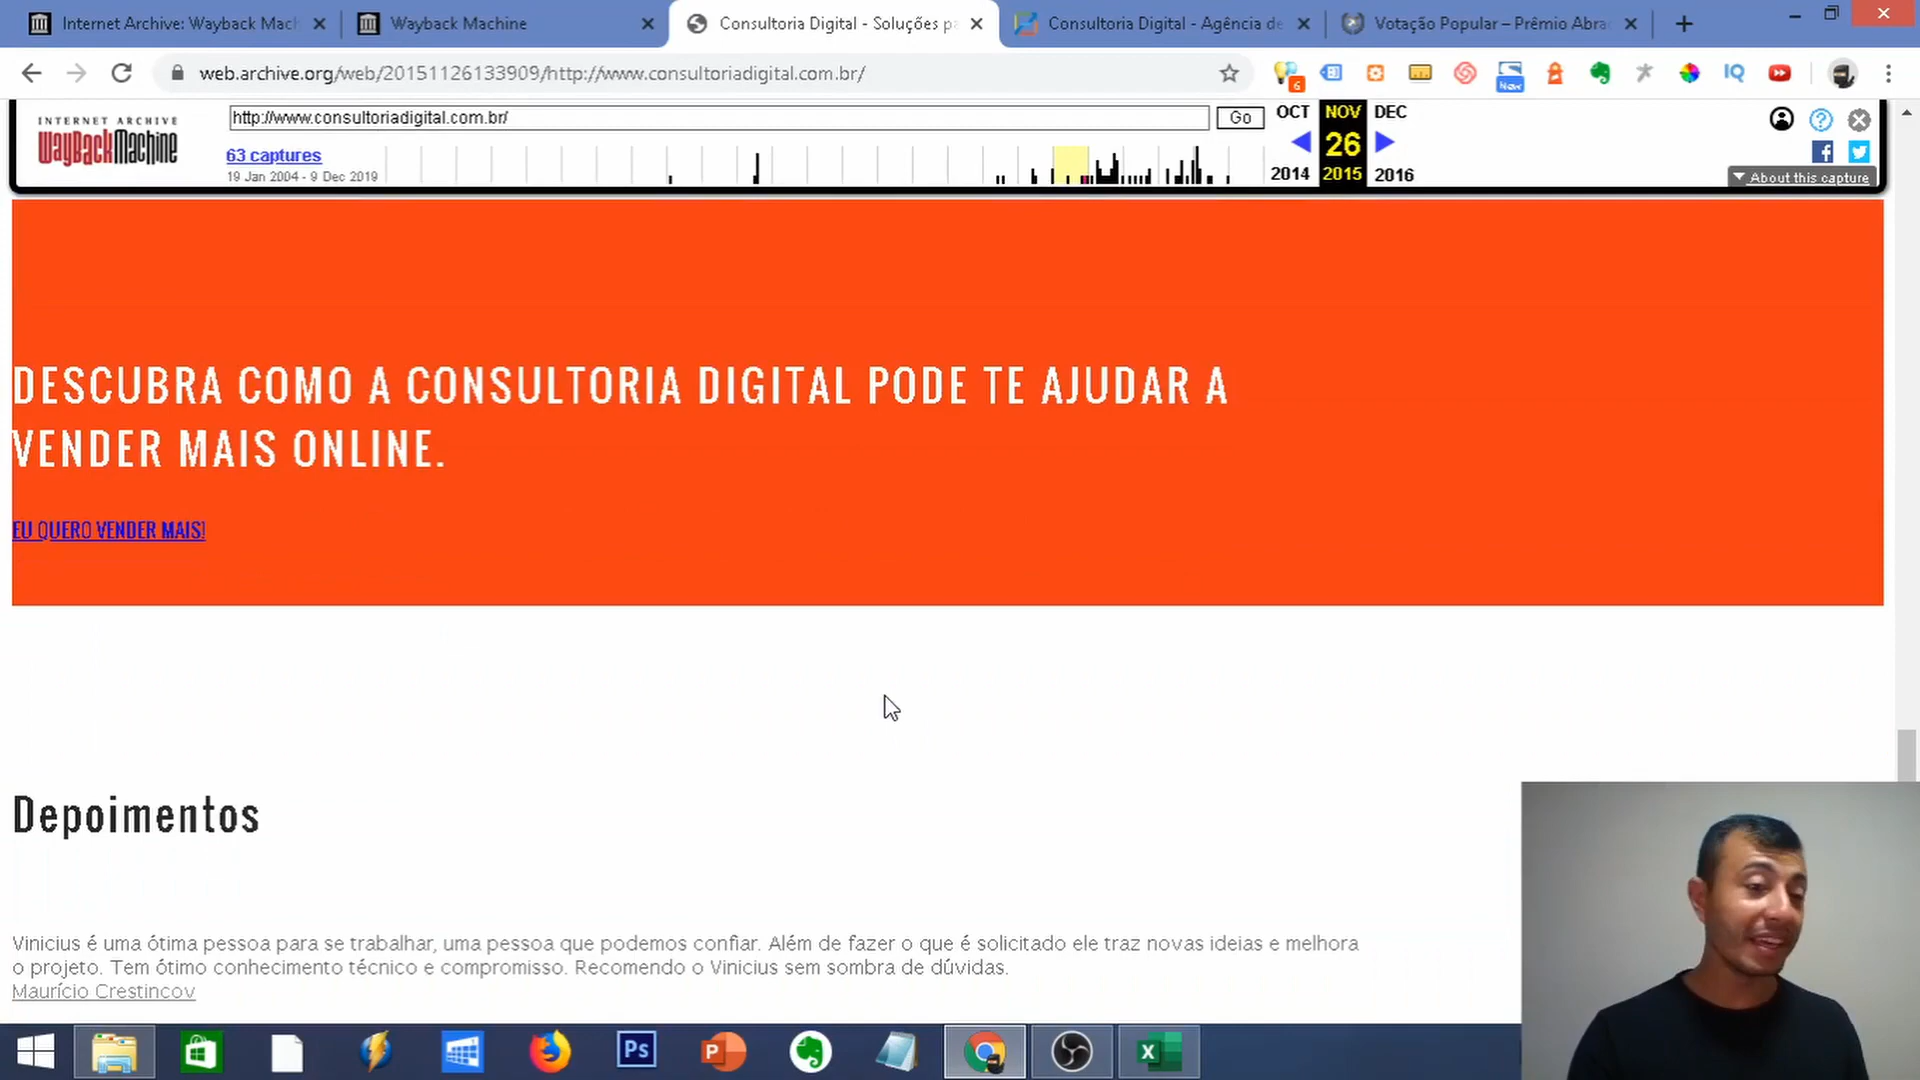 Internet Archive: Wayback Mach
Wayback Machine
Consultoria Digital - Soluções pa
Consultoria Digital - Agência de
Votação Popular – Prêmio Abra
web.archive.org/web/20151126133909/http://www.consultoriadigital.com.br/
6
New
IQ
INTERNET ARCHIVE
WayBackMachine
http://www.consultoriadigital.com.br/
Go
63 captures
19 Jan 2004 - 9 Dec 2019
OCT NOV DEC
26
2014 2015 2016
About this capture
DESCUBRA COMO A CONSULTORIA DIGITAL PODE TE AJUDAR A
VENDER MAIS ONLINE.
EU QUERO VENDER MAIS!
Depoimentos
Vinicius é uma ótima pessoa para se trabalhar, uma pessoa que podemos confiar. Além de fazer o que é solicitado ele traz novas ideias e melhora
o projeto. Tem ótimo conhecimento técnico e compromisso. Recomendo o Vinicius sem sombra de dúvidas.
Maurício Crestincov
Ps
P
X